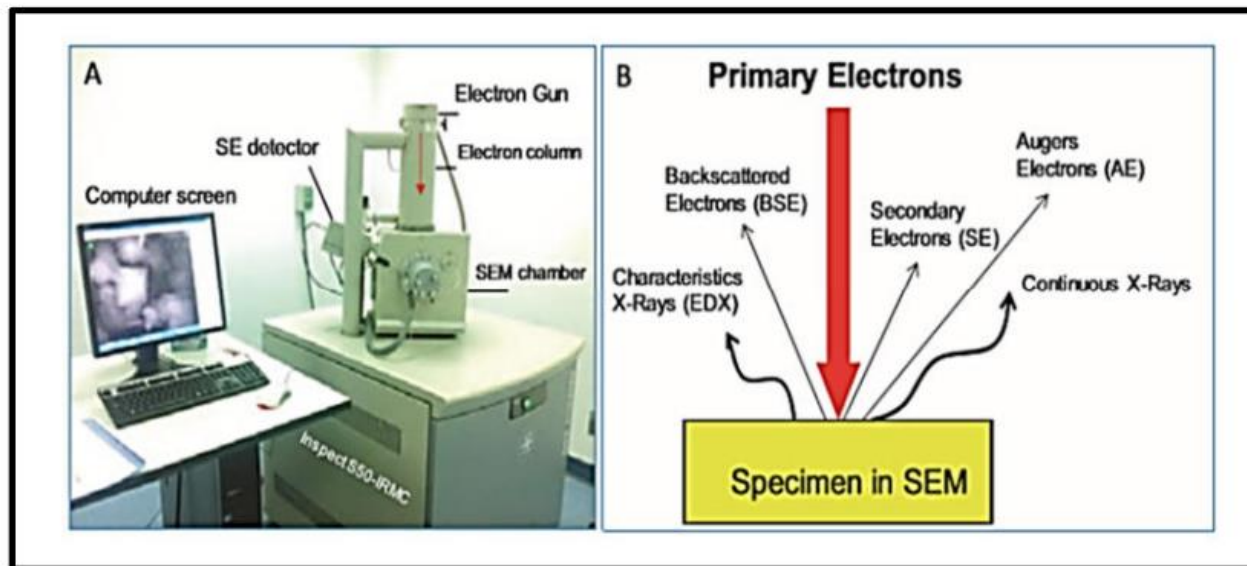 A
Electron Gun
SE detector
Electron column
Computer screen
SEM chamber
Inspect S50-IRMC
B
Primary Electrons
Augers
Electrons (AE)
Backscattered
Electrons (BSE)
Secondary
Electrons (SE)
Characteristics
X-Rays (EDX)
Continuous X-Rays
Specimen in SEM